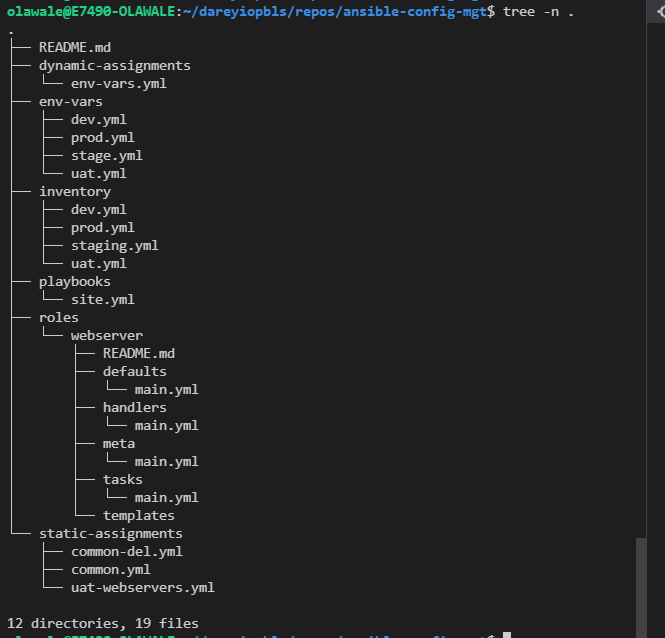 olawale@E7490-OLAWALE:~/dareyiopbls/repos/ansible-config-mgt$ tree -n .
.
├── README.md
├── dynamic-assignments
│   └── env-vars.yml
├── env-vars
│   ├── dev.yml
│   ├── prod.yml
│   ├── stage.yml
│   └── uat.yml
├── inventory
│   ├── dev.yml
│   ├── prod.yml
│   ├── staging.yml
│   └── uat.yml
├── playbooks
│   └── site.yml
├── roles
│   └── webserver
│       ├── README.md
│       ├── defaults
│       │   └── main.yml
│       ├── handlers
│       │   └── main.yml
│       ├── meta
│       │   └── main.yml
│       ├── tasks
│       │   └── main.yml
│       └── templates
└── static-assignments
    ├── common-del.yml
    ├── common.yml
    └── uat-webservers.yml

12 directories, 19 files